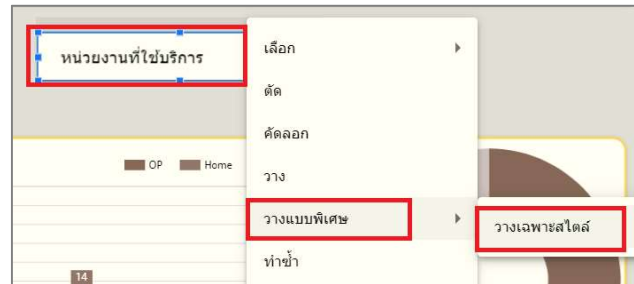 หน่วยงานที่ใช้บริการ
เลือก
ตัด
คัดลอก
OP Home
วาง
วางแบบพิเศษ
วางเฉพาะสไตล์
ทำซ้ำ
14